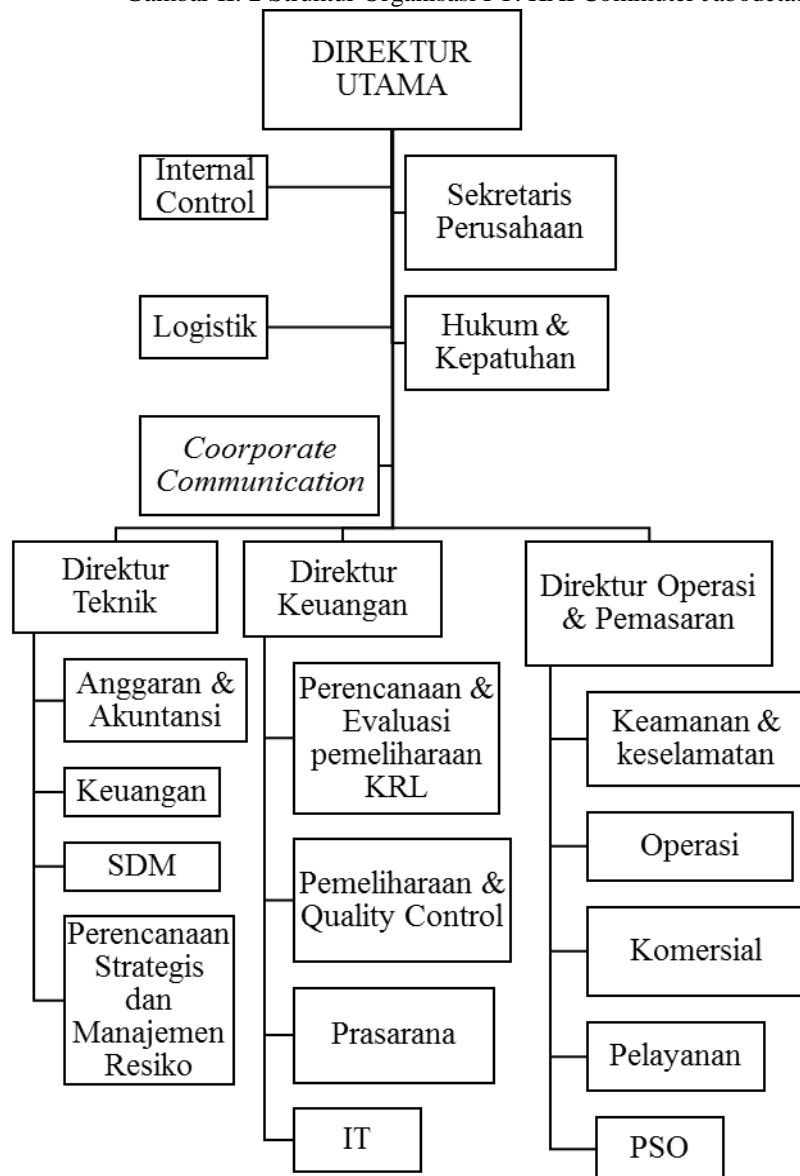 DIREKTUR
UTAMA
Internal
Control
Sekretaris
Perusahaan
Logistik
Hukum &
Kepatuhan
Coorporate
Communication
Direktur
Teknik
Direktur
Keuangan
Direktur Operasi
& Pemasaran
Anggaran &
Akuntansi
Keuangan
SDM
Perencanaan
Strategis
dan
Manajemen
Resiko
Perencanaan &
Evaluasi
pemeliharaan
KRL
Pemeliharaan &
Quality Control
Prasarana
IT
Keamanan &
keselamatan
Operasi
Komersial
Pelayanan
PSO